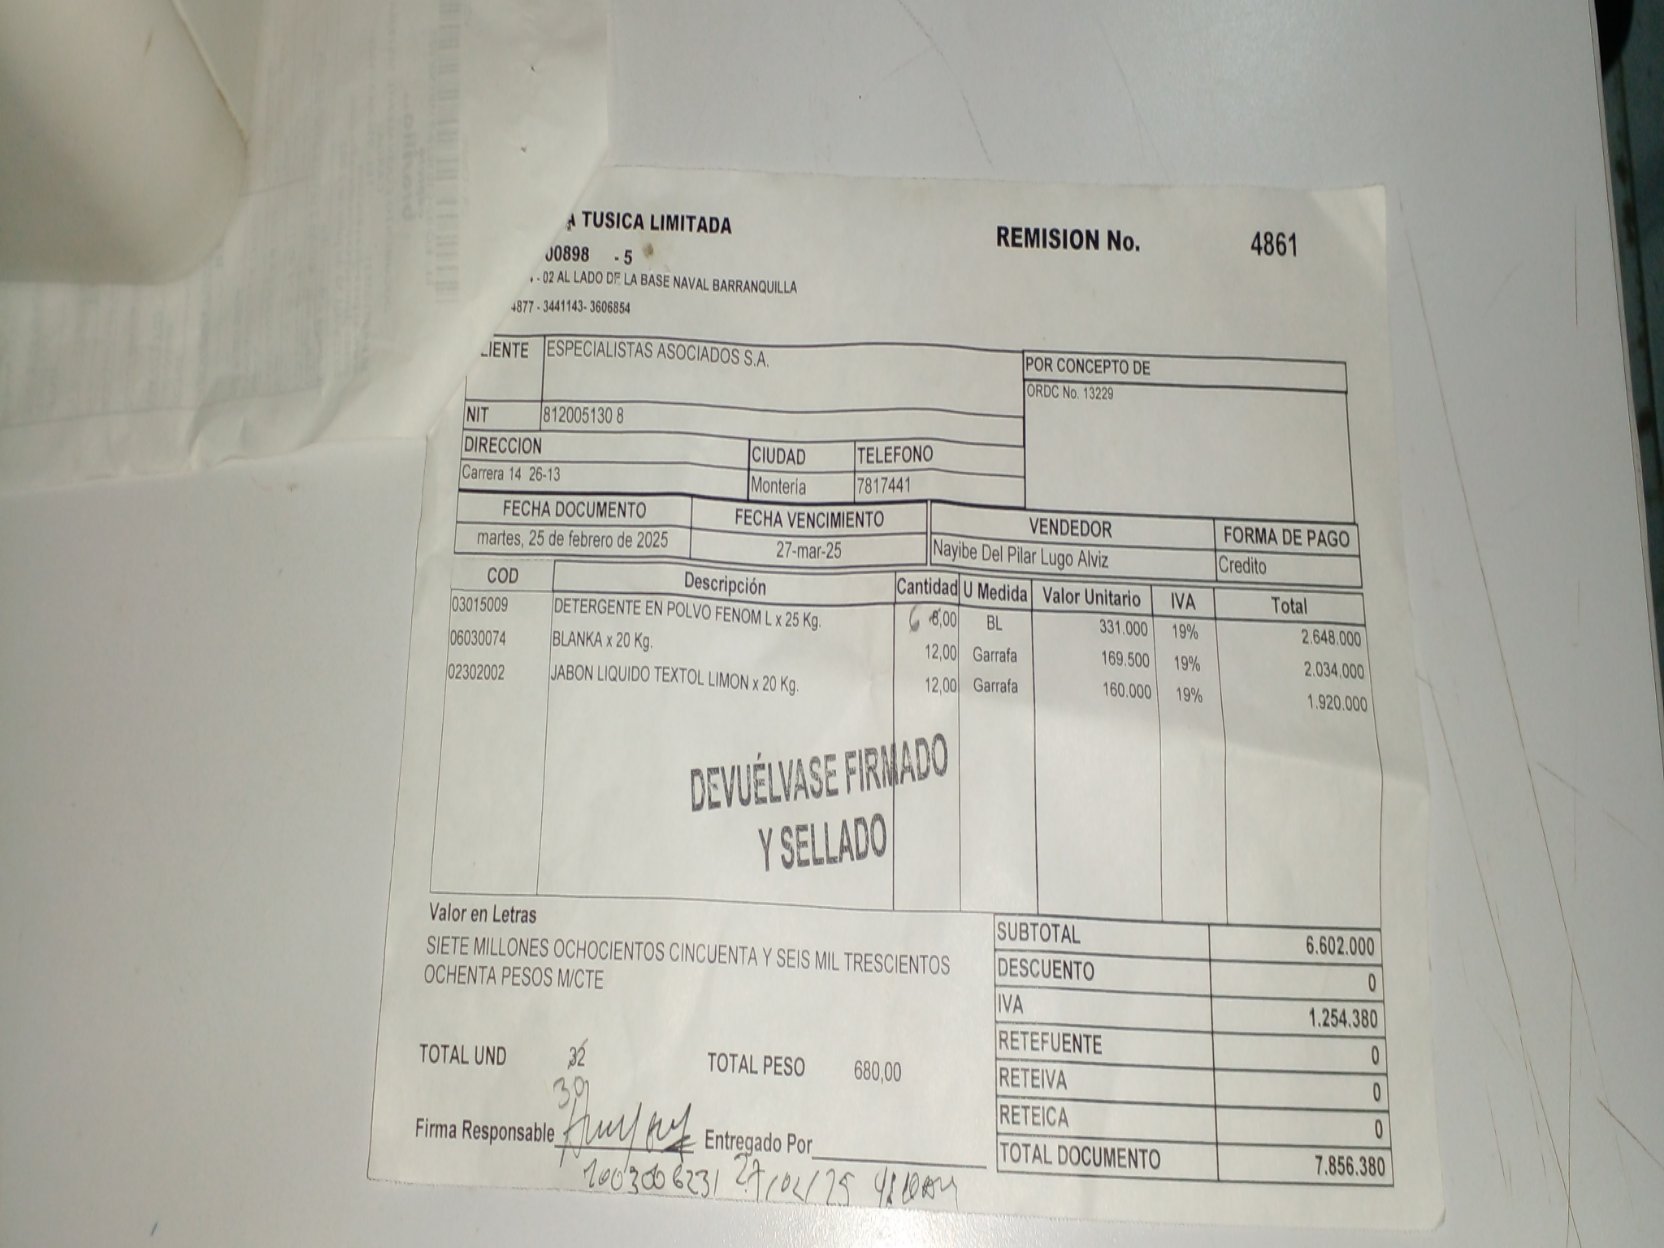 A TUSICA LIMITADA
REMISION No. 4861
00898 - 5
- 02 AL LADO DE LA BASE NAVAL BARRANQUILLA
4877 - 3441143- 3606854
LIENTE ESPECIALISTAS ASOCIADOS S.A.
POR CONCEPTO DE
ORDC No. 13229
NIT 812005130 8
DIRECCION CIUDAD TELEFONO
Carrera 14 26-13 Montería 7817441
FECHA DOCUMENTO FECHA VENCIMIENTO VENDEDOR FORMA DE PAGO
martes, 25 de febrero de 2025 27-mar-25 Nayibe Del Pilar Lugo Alviz Credito
COD Descripción Cantidad U Medida Valor Unitario IVA Total
03015009 DETERGENTE EN POLVO FENOM L x 25 Kg. 6 8,00 BL 331.000 19% 2.648.000
06030074 BLANKA x 20 Kg. 12,00 Garrafa 169.500 19% 2.034.000
02302002 JABON LIQUIDO TEXTOL LIMON x 20 Kg. 12,00 Garrafa 160.000 19% 1.920.000
DEVUÉLVASE FIRMADO
Y SELLADO
Valor en Letras
SIETE MILLONES OCHOCIENTOS CINCUENTA Y SEIS MIL TRESCIENTOS
OCHENTA PESOS M/CTE
SUBTOTAL 6.602.000
DESCUENTO 0
IVA 1.254.380
RETEFUENTE 0
RETEIVA 0
RETEICA 0
TOTAL DOCUMENTO 7.856.380
TOTAL UND 32 TOTAL PESO 680,00
30
Firma Responsable Entregado Por
1003006231 27/02/25